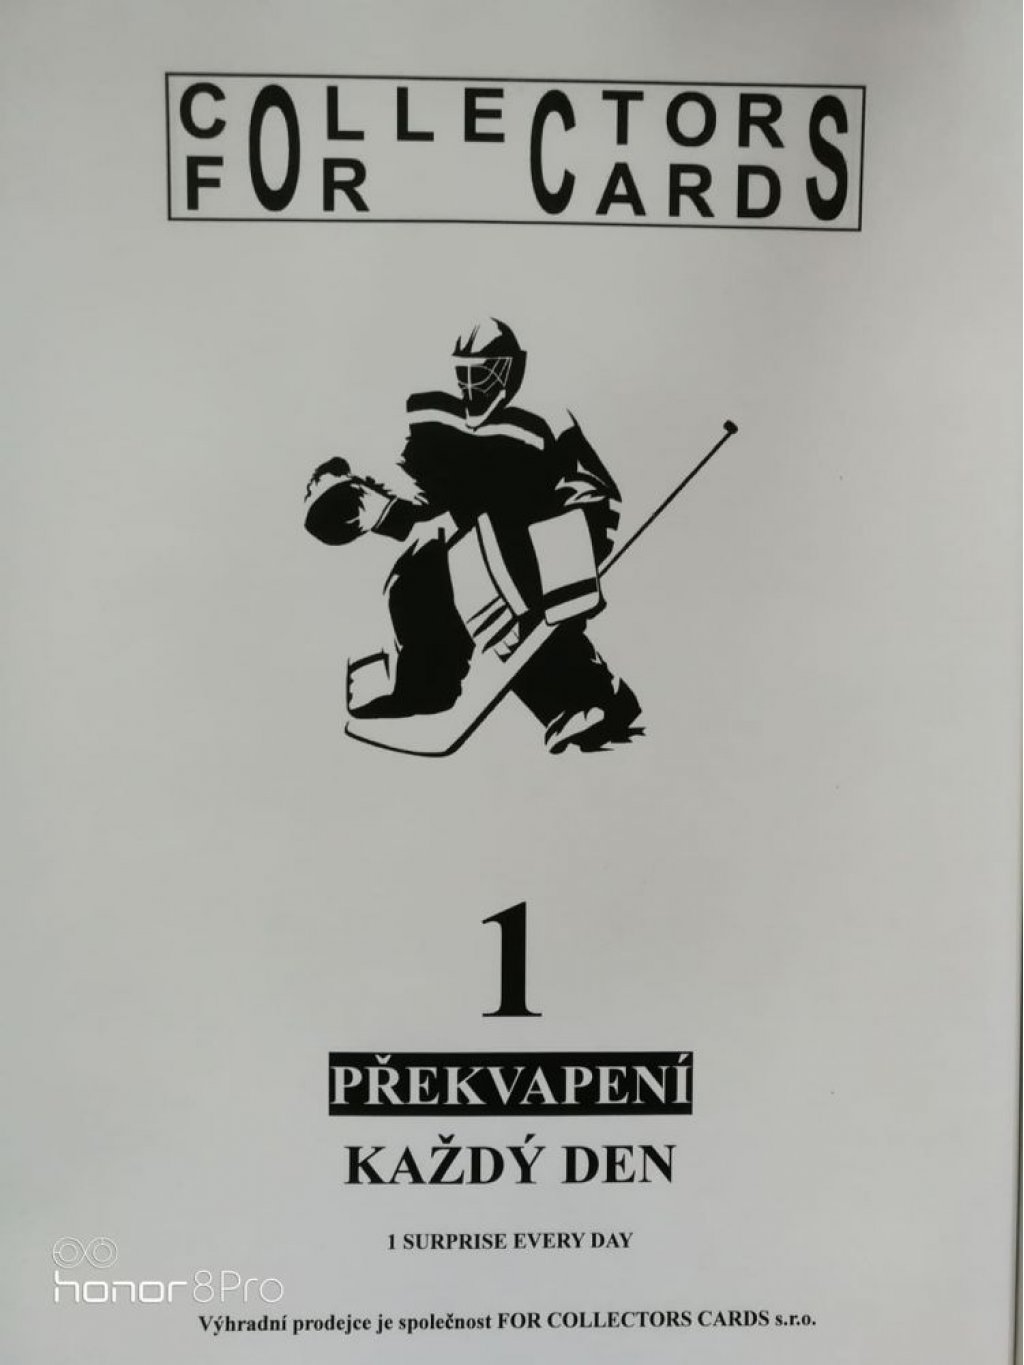 COLLECTORS
FOR CARDS
1
PŘEKVAPENÍ
KAŽDÝ DEN
1 SURPRISE EVERY DAY
honor 8Pro
Výhradní prodejce je společnost FOR COLLECTORS CARDS s.r.o.